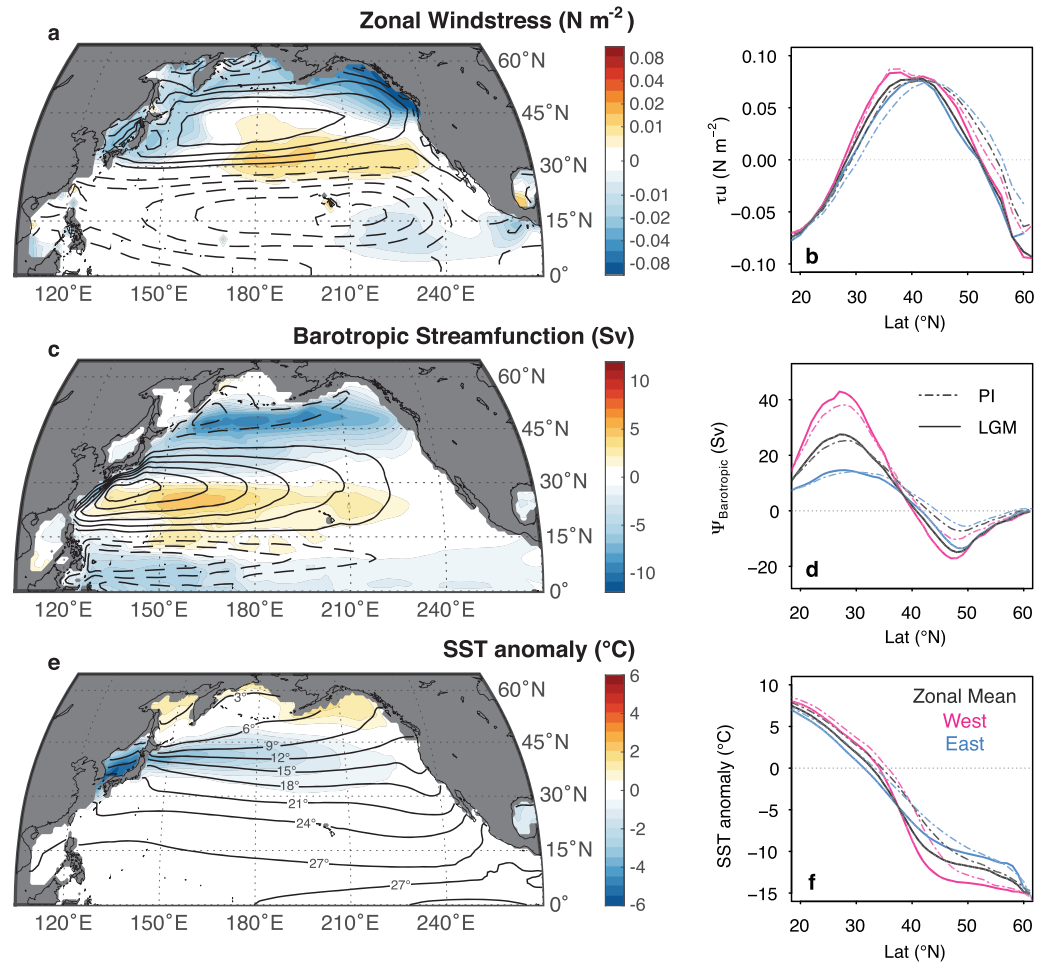 a
Zonal Windstress (N m-2)
60°N
45°N
30°N
15°N
0°
120°E 150°E 180°E 210°E 240°E
0.08
0.04
0.02
0.01
0
-0.01
-0.02
-0.04
-0.08
τu (N m−2)
0.10
0.05
0.00
−0.05
−0.10
b
20 30 40 50 60
Lat (°N)
c
Barotropic Streamfunction (Sv)
60°N
45°N
30°N
15°N
0°
120°E 150°E 180°E 210°E 240°E
10
5
0
-5
-10
ΨBarotropic (Sv)
40
20
0
−20
PI
LGM
d
20 30 40 50 60
Lat (°N)
e
SST anomaly (°C)
60°N
45°N
30°N
15°N
0°
3°
6°
9°
12°
15°
18°
21°
24°
27°
27°
120°E 150°E 180°E 210°E 240°E
6
4
2
0
-2
-4
-6
SST anomaly (°C)
10
5
0
−5
−10
−15
Zonal Mean
West
East
f
20 30 40 50 60
Lat (°N)